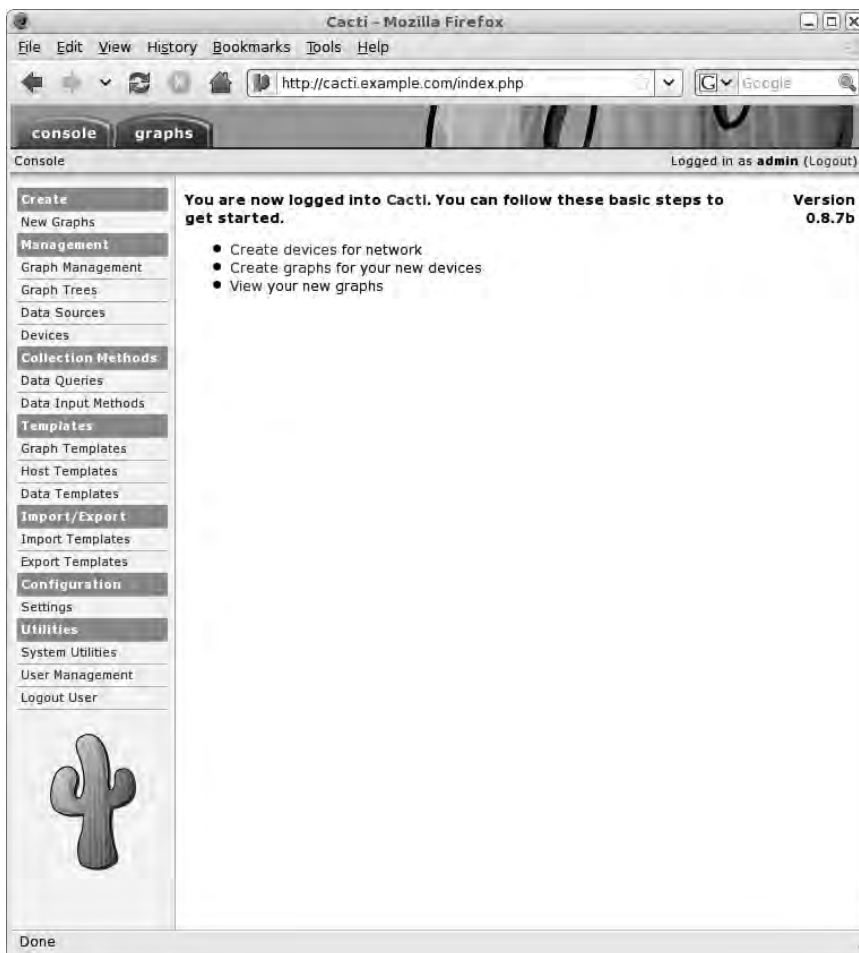 Cacti - Mozilla Firefox
File Edit View History Bookmarks Tools Help
http://cacti.example.com/index.php
G Google
console graphs
Console
Logged in as admin (Logout)
Create
New Graphs
Management
Graph Management
Graph Trees
Data Sources
Devices
Collection Methods
Data Queries
Data Input Methods
Templates
Graph Templates
Host Templates
Data Templates
Import/Export
Import Templates
Export Templates
Configuration
Settings
Utilities
System Utilities
User Management
Logout User
You are now logged into Cacti. You can follow these basic steps to
get started.
Version
0.8.7b
• Create devices for network
• Create graphs for your new devices
• View your new graphs
Done